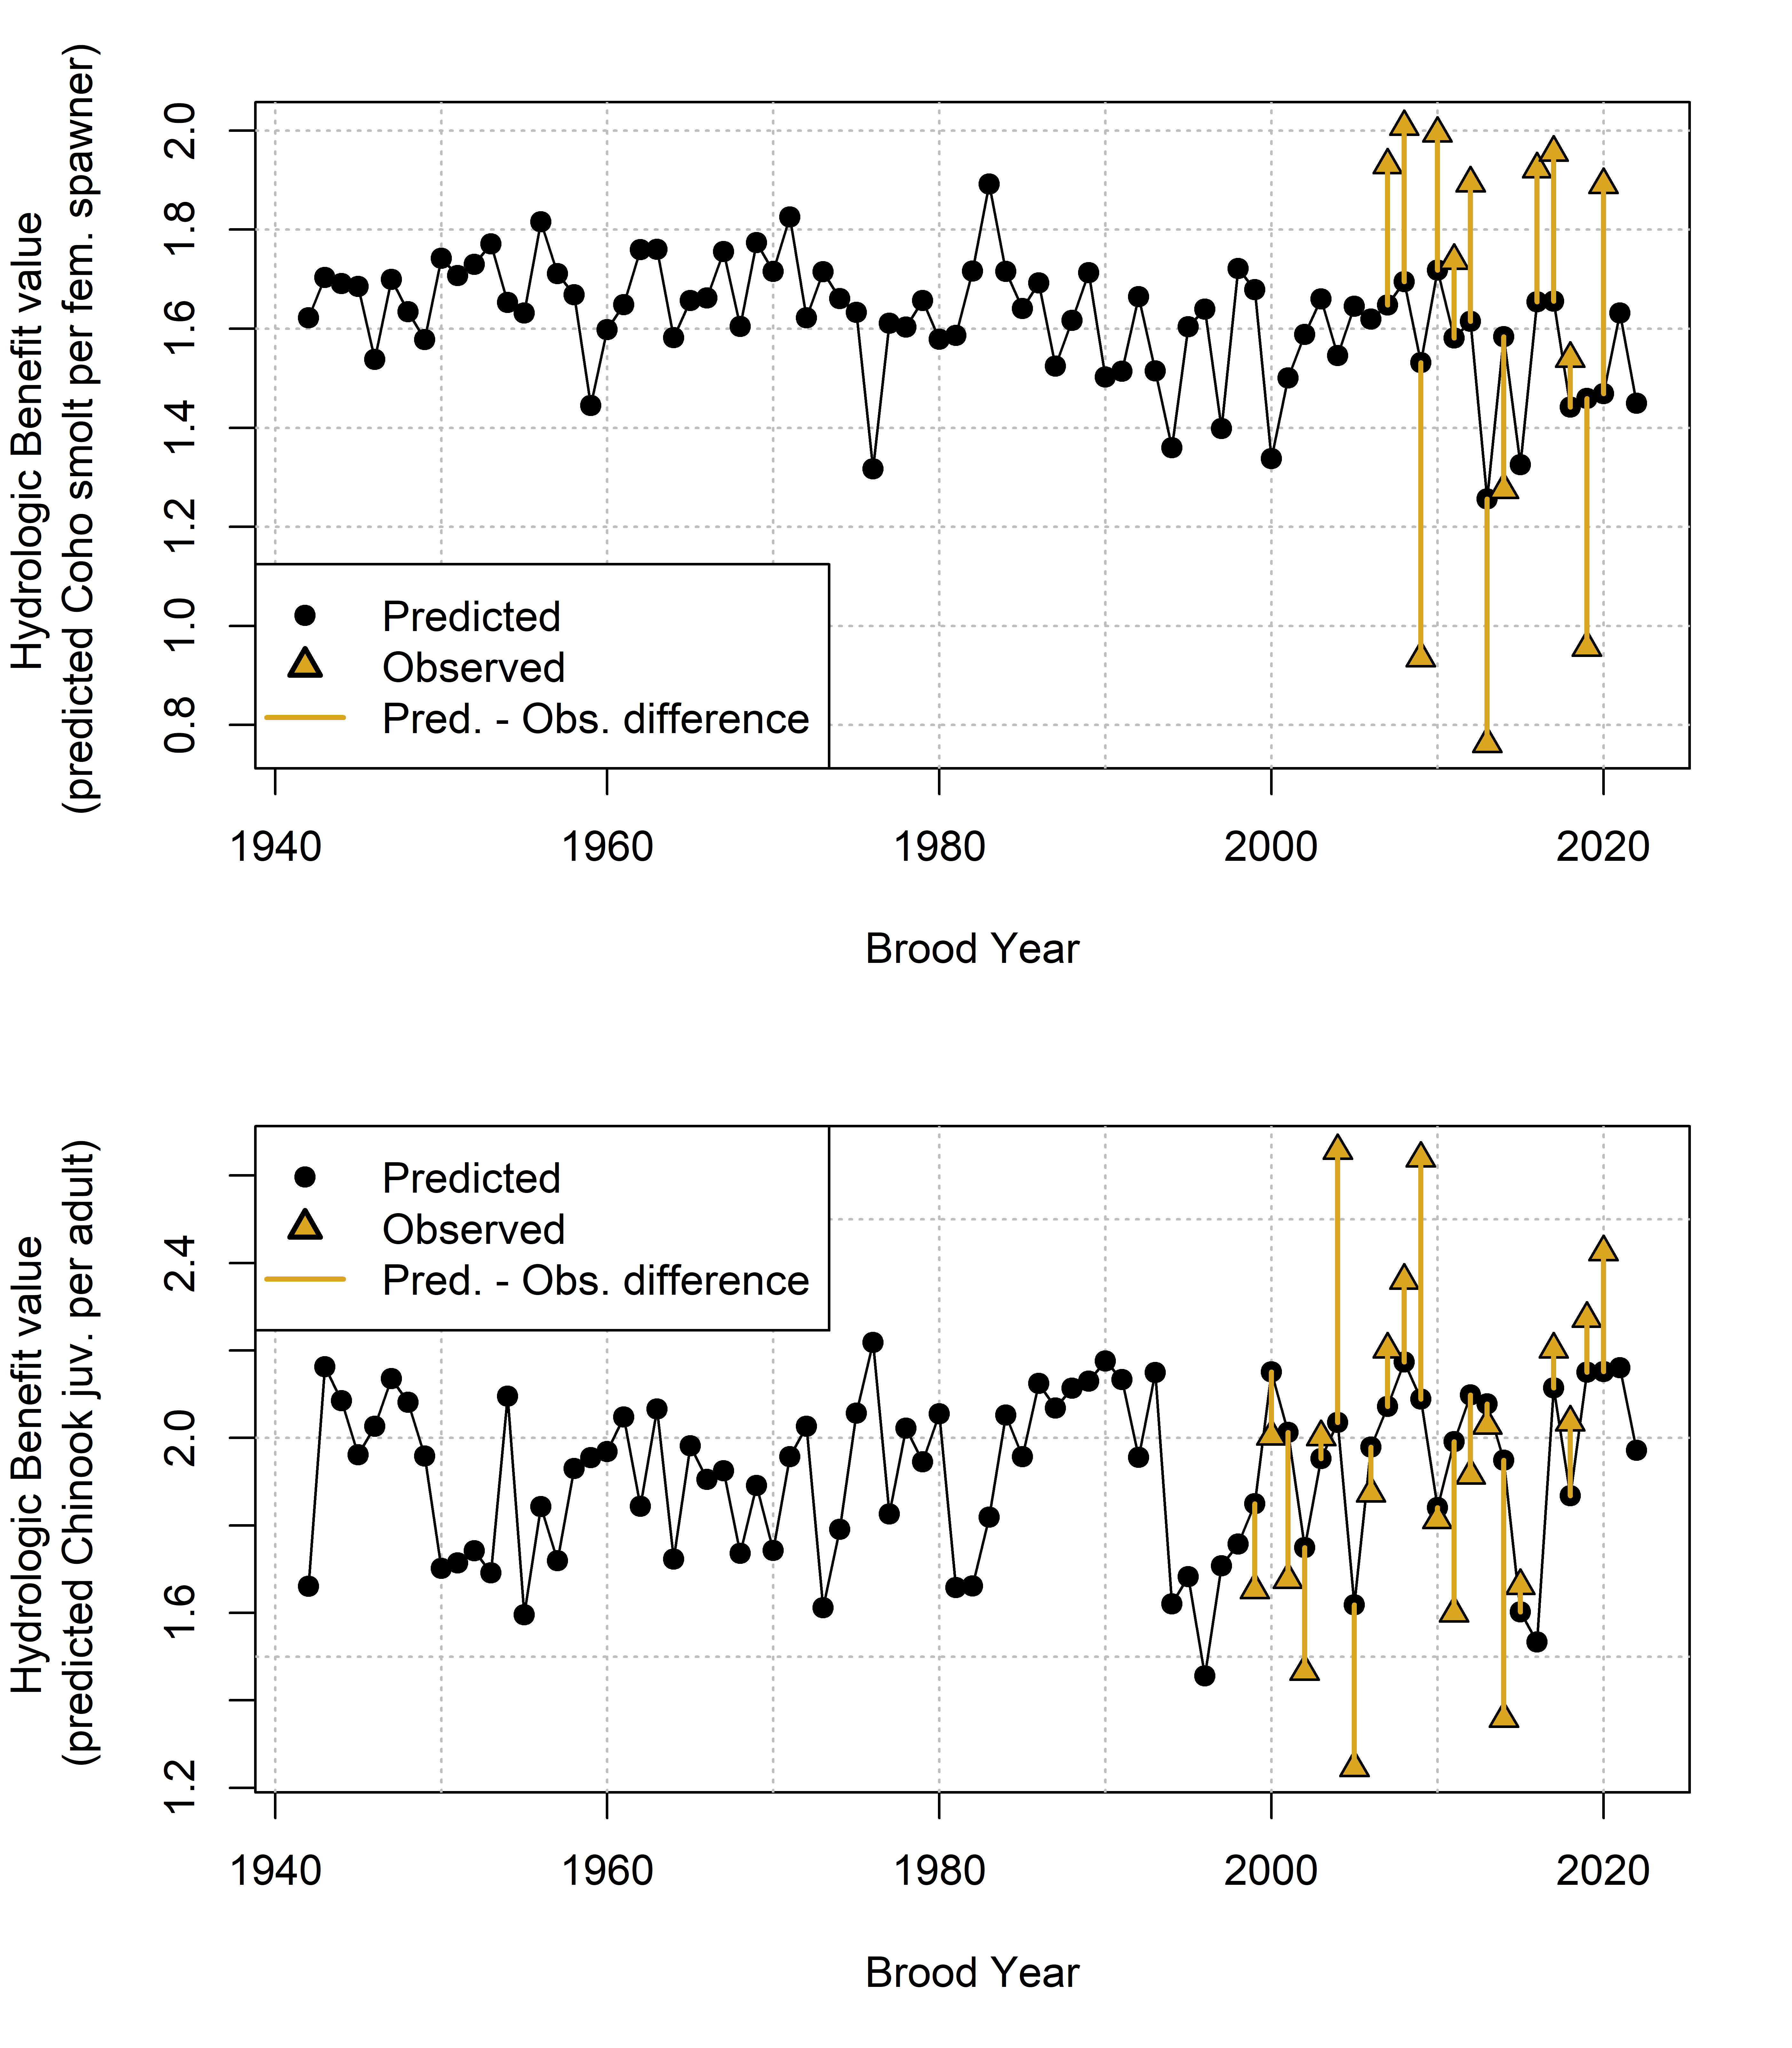 Hydrologic Benefit value
(predicted Coho smolt per fem. spawner)
2.0
1.8
1.6
1.4
1.2
1.0
0.8
Predicted
Observed
Pred. - Obs. difference
1940 1960 1980 2000 2020
Brood Year
Hydrologic Benefit value
(predicted Chinook juv. per adult)
2.4
2.0
1.6
1.2
Predicted
Observed
Pred. - Obs. difference
1940 1960 1980 2000 2020
Brood Year